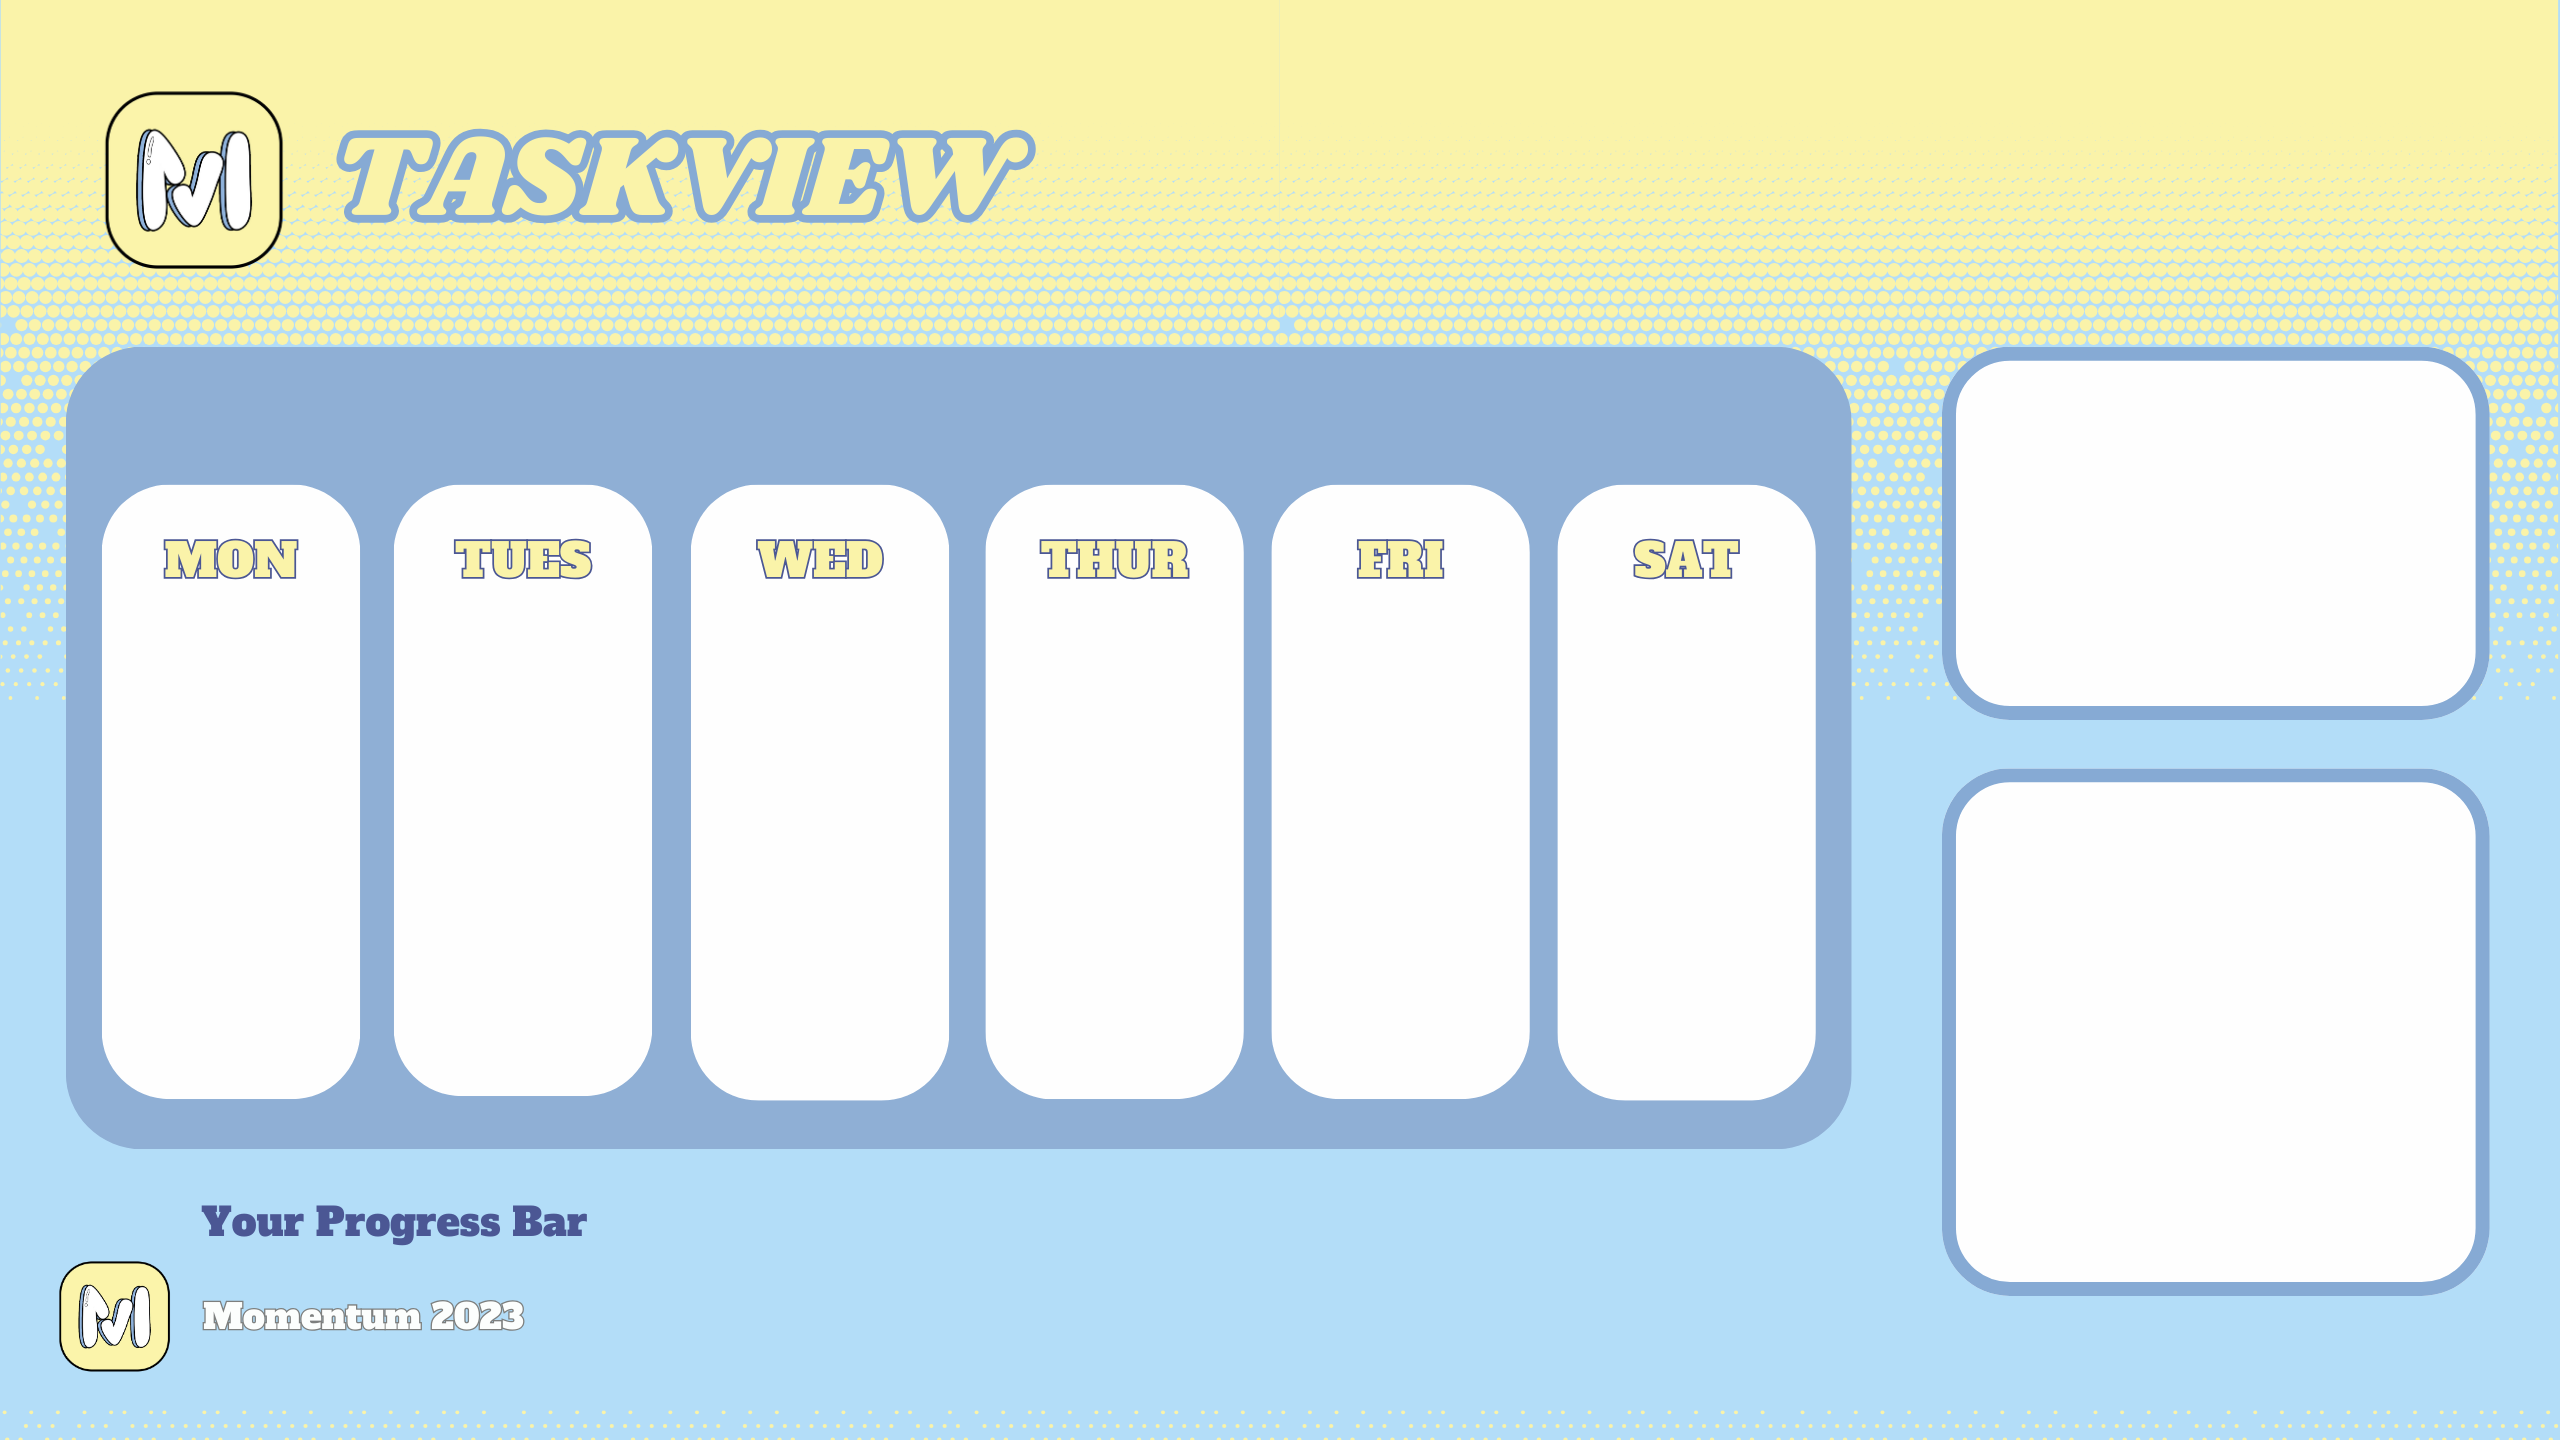 M
TASKVIEW
MON TUES WED THUR FRI SAT
Your Progress Bar
M
Momentum 2023